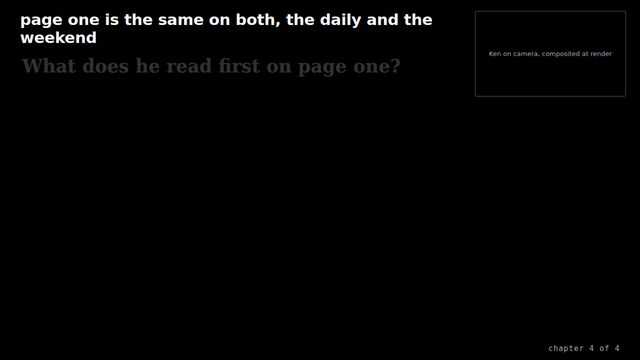 page one is the same on both, the daily and the
weekend
What does he read first on page one?
Ken on camera, composited at render
chapter 4 of 4